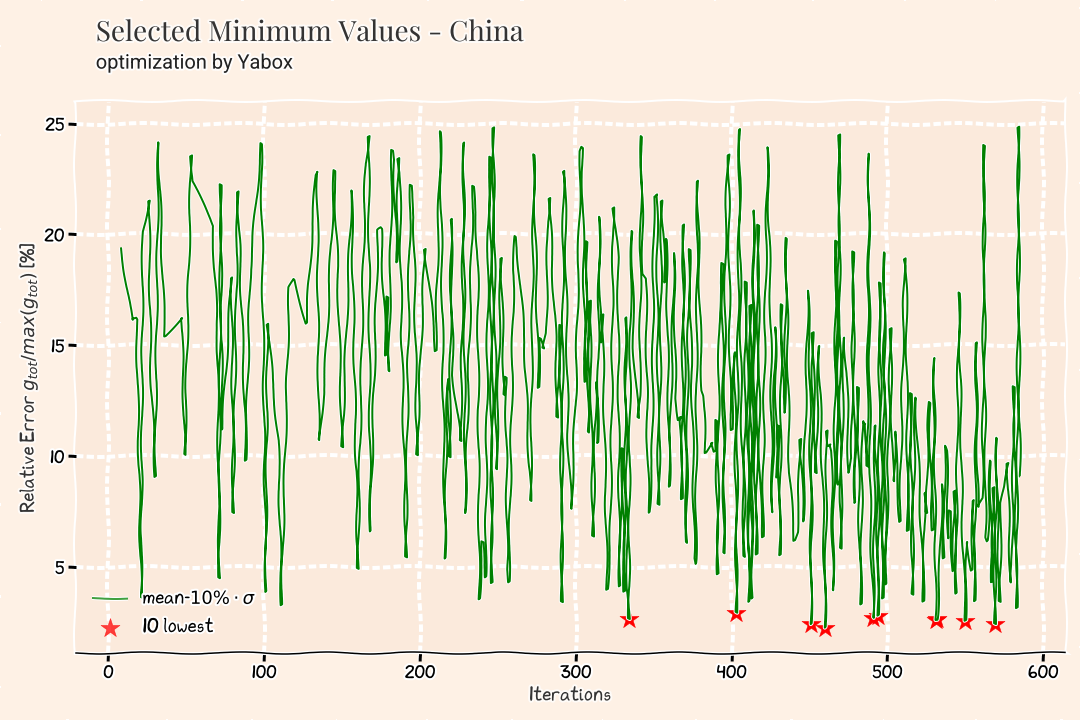 Selected Minimum Values - China
optimization by Yabox
Relative Error g_tot/max(g_tot) [%]
25
20
15
10
5
mean-10% · σ
10 lowest
0 100 200 300 400 500 600
Iterations